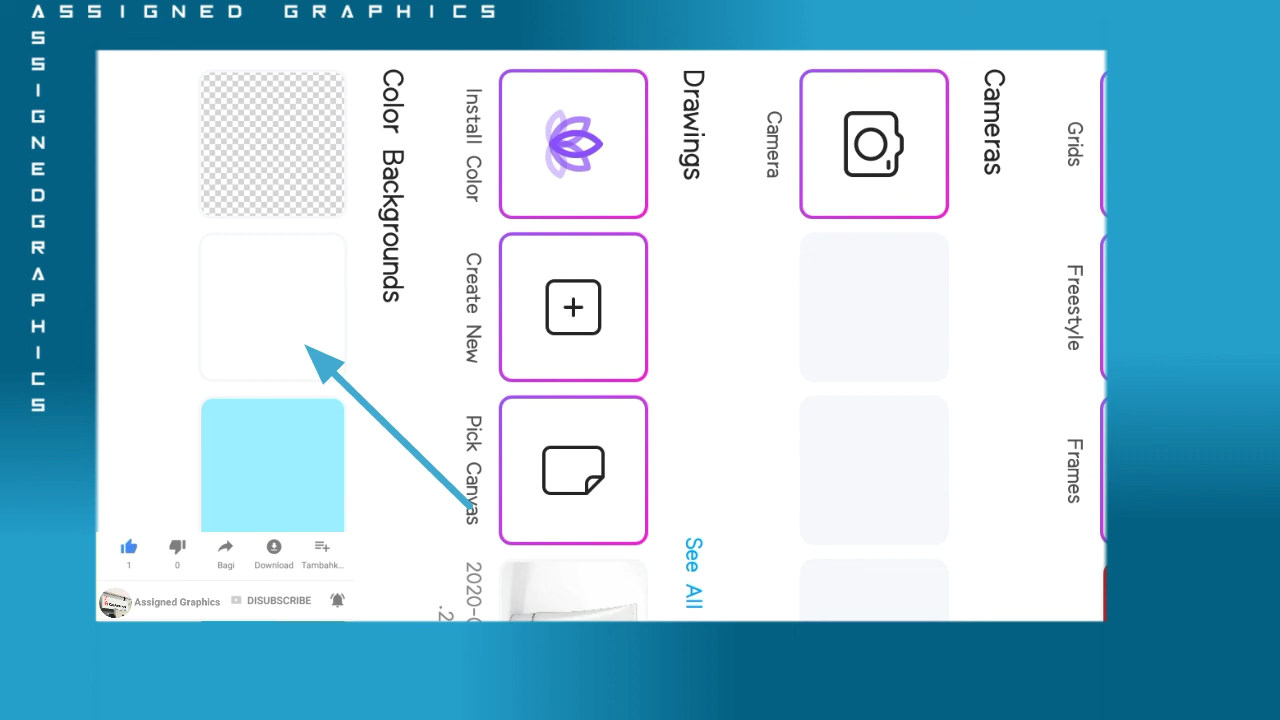 ASSIGNED GRAPHICS
ASSIGNEDGRAPHICS
Grids
Freestyle
Frames
Cameras
Camera
Drawings
See All
Install Color
Create New
Pick Canvas
Color Backgrounds
1
0
Bagi
Download
Tambahk...
Assigned Graphics
DISUBSCRIBE